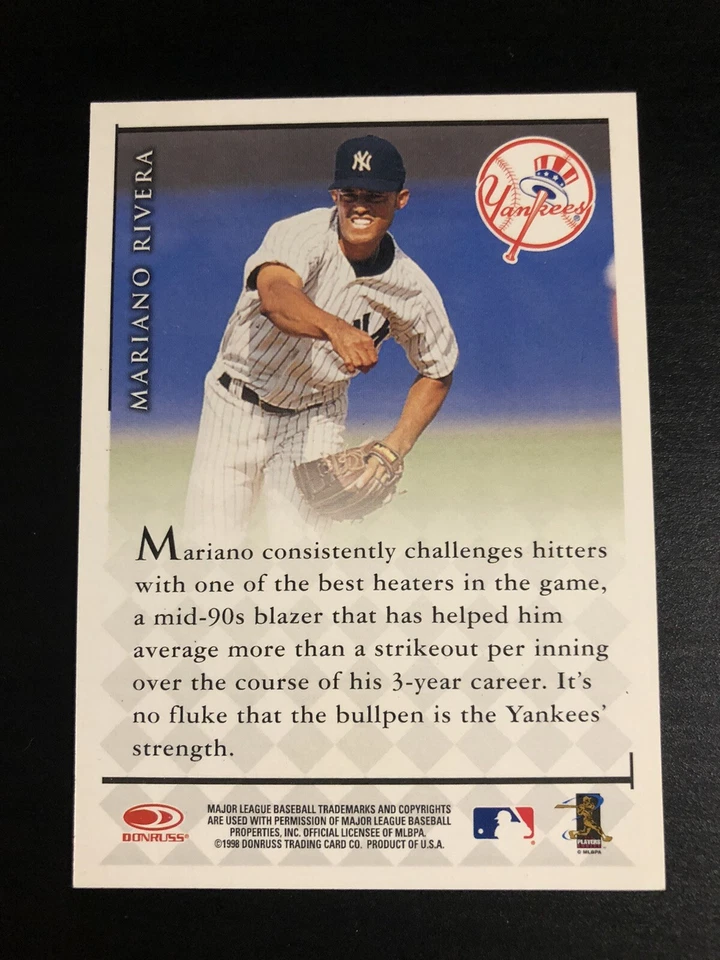 MARIANO RIVERA
NY
Yankees
NY
Mariano consistently challenges hitters
with one of the best heaters in the game,
a mid-90s blazer that has helped him
average more than a strikeout per inning
over the course of his 3-year career. It's
no fluke that the bullpen is the Yankees'
strength.
DONRUSS®
MAJOR LEAGUE BASEBALL TRADEMARKS AND COPYRIGHTS
ARE USED WITH PERMISSION OF MAJOR LEAGUE BASEBALL
PROPERTIES, INC. OFFICIAL LICENSEE OF MLBPA.
©1998 DONRUSS TRADING CARD CO. PRODUCT OF U.S.A.
PLAYERS
© MLBPA